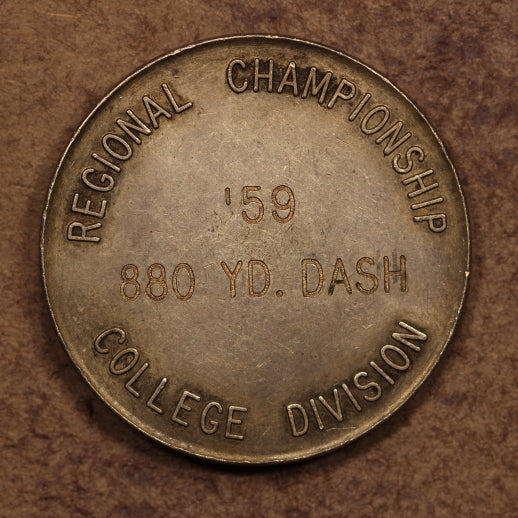 REGIONAL CHAMPIONSHIP
'59
880 YD. DASH
COLLEGE DIVISION